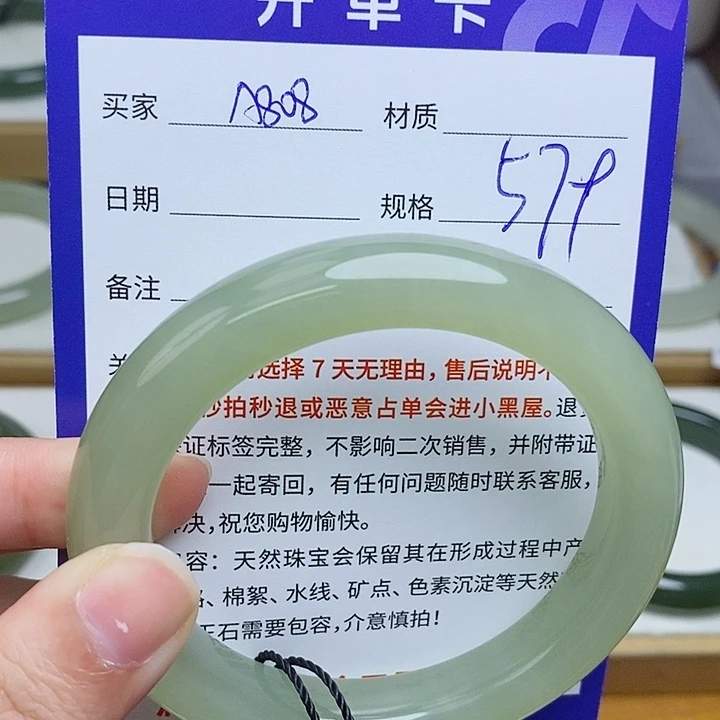 开单卡
买家 A808 材质
日期 规格 579
备注
选择7天无理由，售后说明
秒拍秒退或恶意占单会进小黑屋。退
证标签完整，不影响二次销售，并附带证
一起寄回，有任何问题随时联系客服，
决，祝您购物愉快。
容：天然珠宝会保留其在形成过程中产
、棉絮、水线、矿点、色素沉淀等天然
玉石需要包容，介意慎拍！